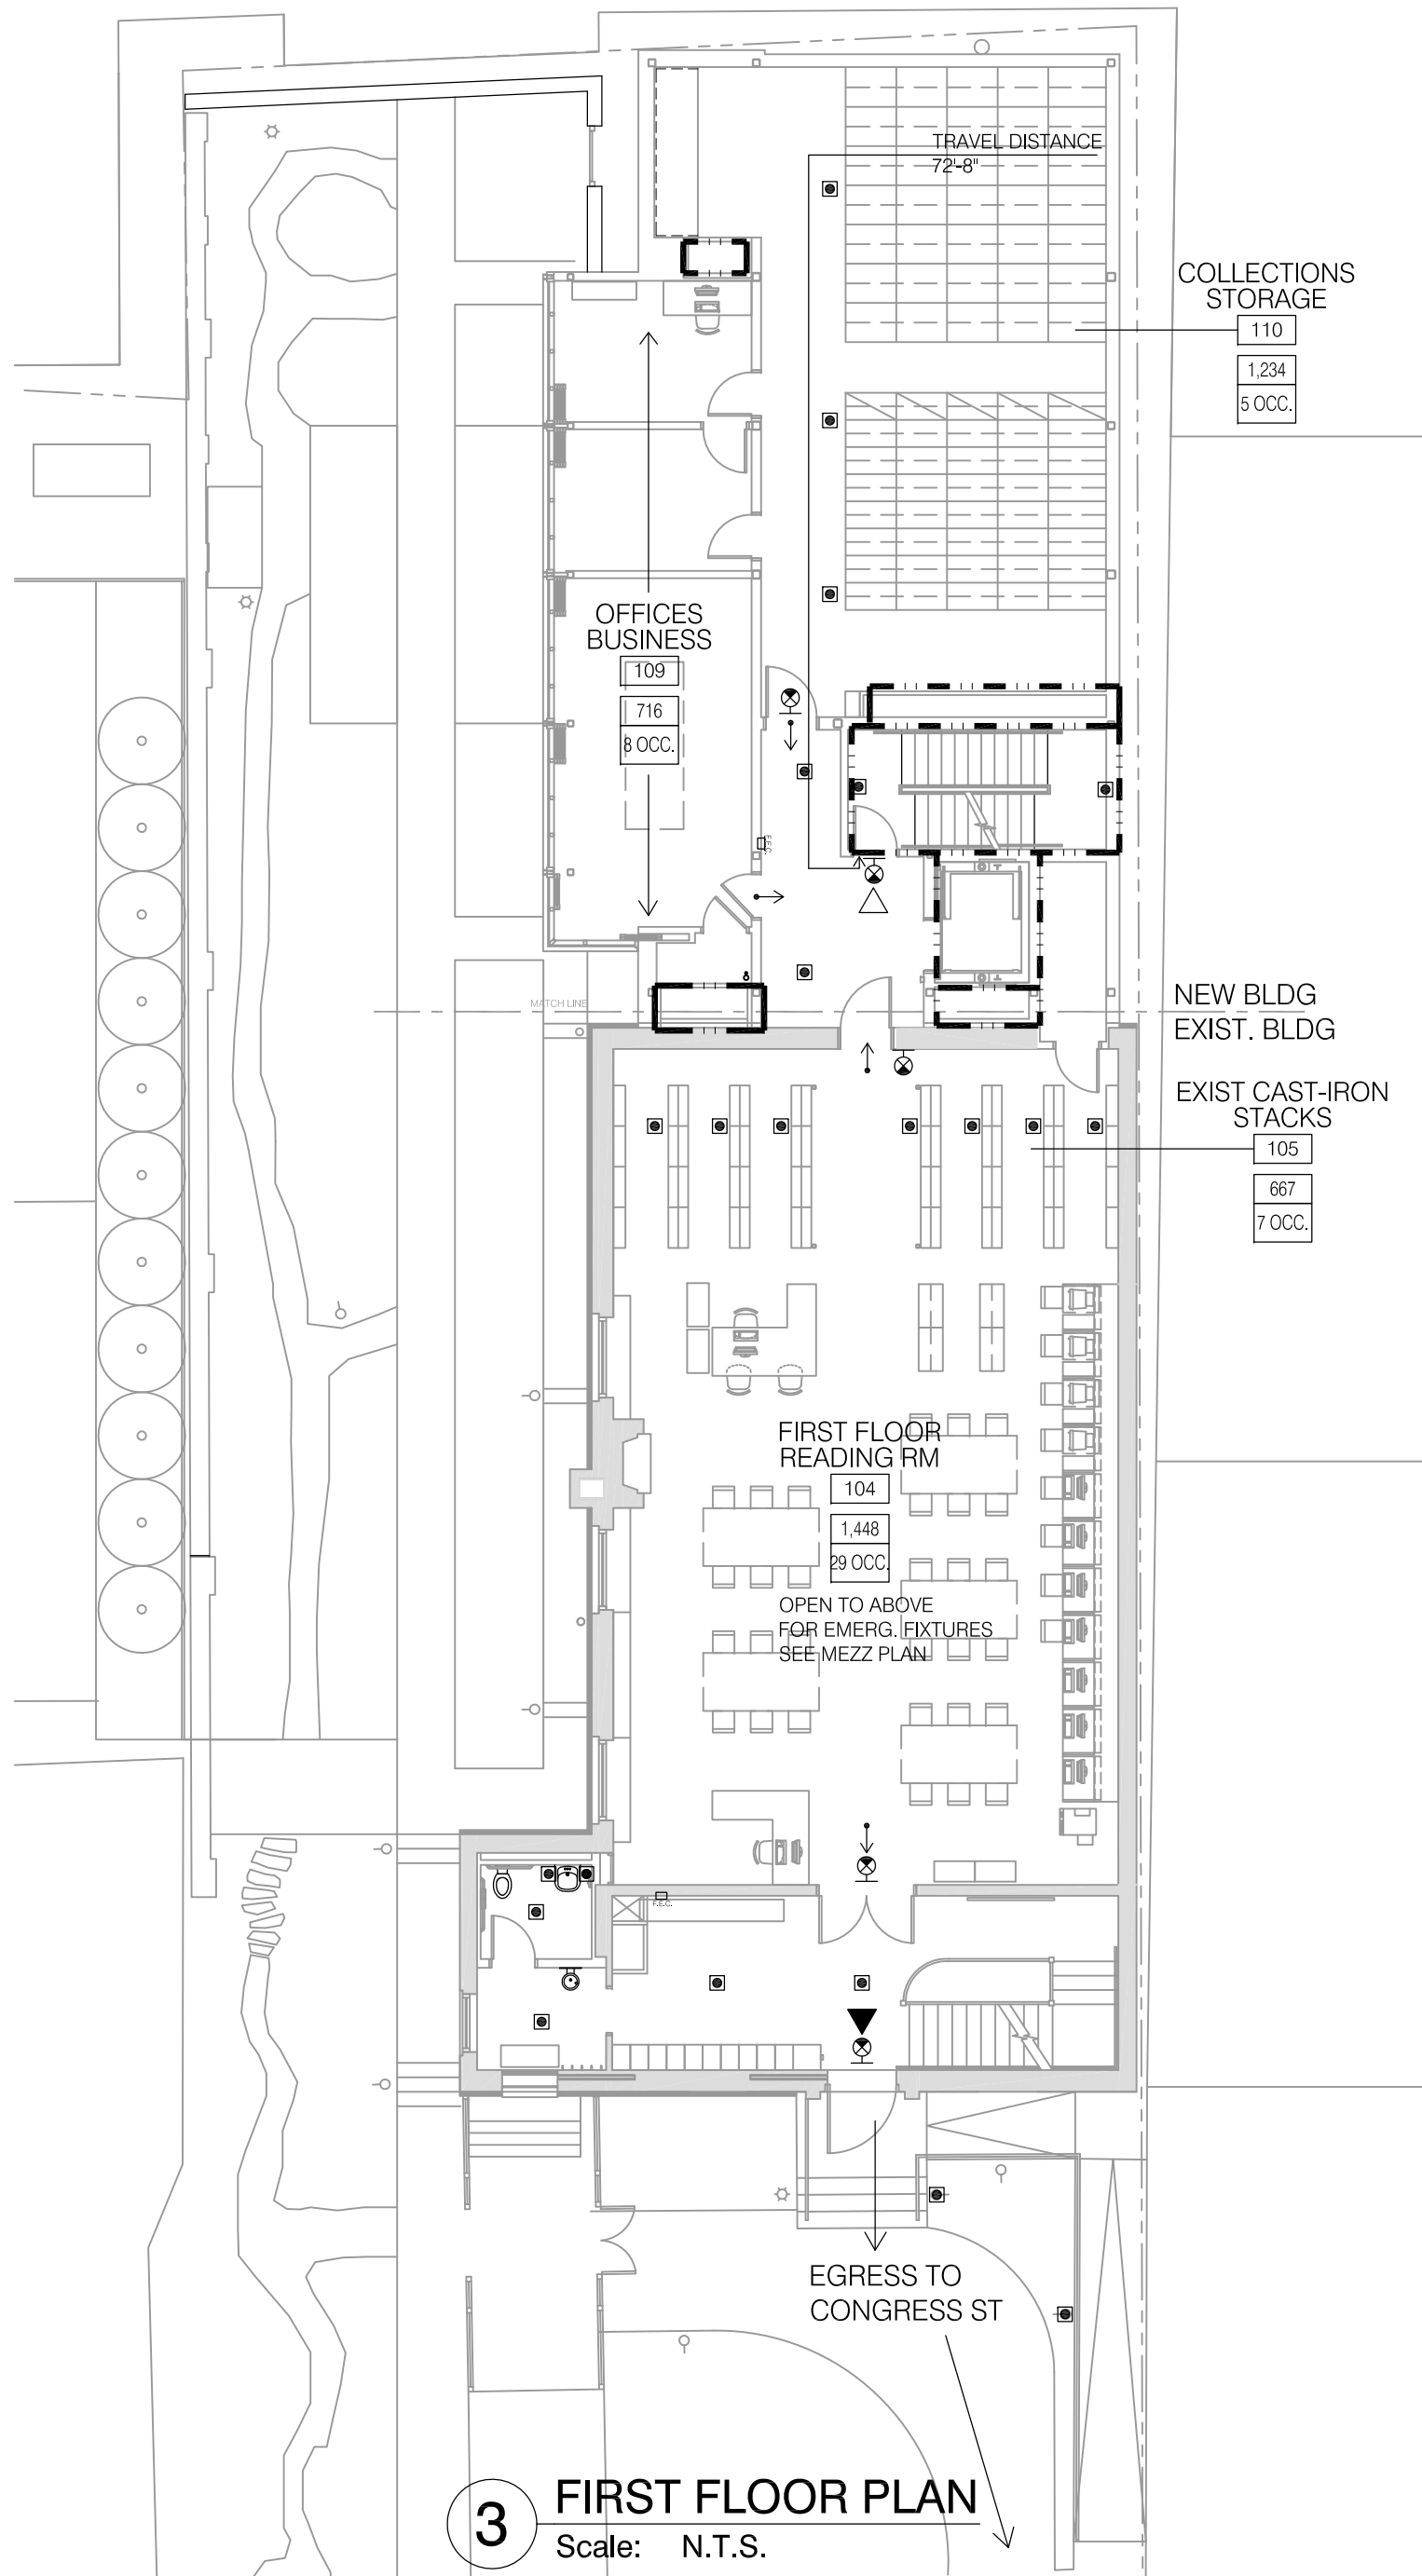 TRAVEL DISTANCE
72'-8"
COLLECTIONS
STORAGE
110
1,234
5 OCC.
OFFICES
BUSINESS
109
716
8 OCC.
F.E.C.
MATCH LINE
NEW BLDG
EXIST. BLDG
EXIST CAST-IRON
STACKS
105
667
7 OCC.
FIRST FLOOR
READING RM
104
1,448
29 OCC.
OPEN TO ABOVE
FOR EMERG. FIXTURES
SEE MEZZ PLAN
F.E.C.
EGRESS TO
CONGRESS ST
3
FIRST FLOOR PLAN
Scale: N.T.S.